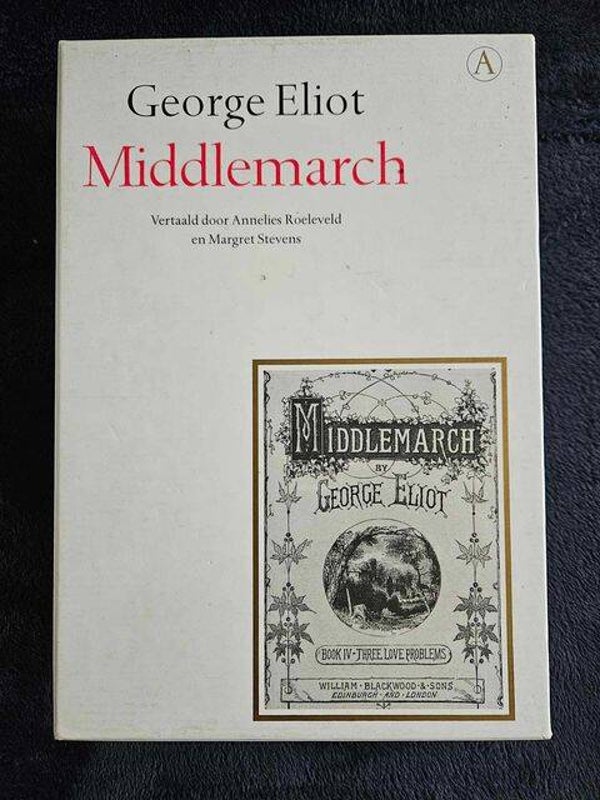 A
George Eliot
Middlemarch
Vertaald door Annelies Roeleveld
en Margret Stevens
MIDDLEMARCH
BY
GEORGE ELIOT
BOOK IV - THREE LOVE PROBLEMS
WILLIAM · BLACKWOOD · & · SONS
EDINBURGH · AND · LONDON